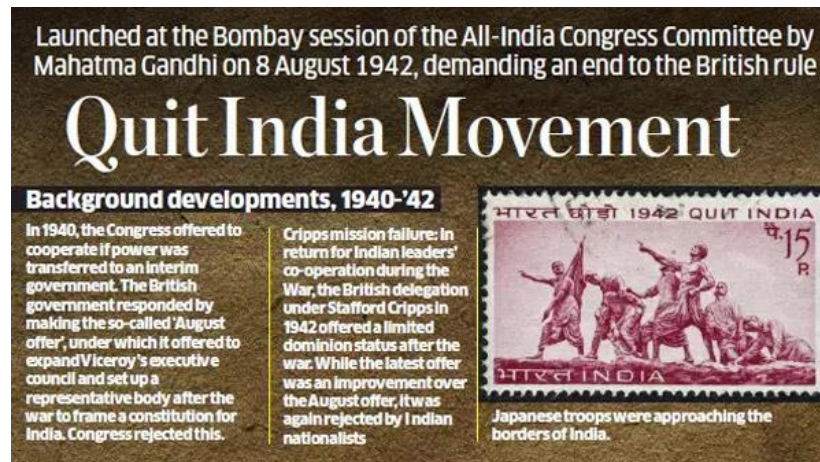 Launched at the Bombay session of the All-India Congress Committee by
Mahatma Gandhi on 8 August 1942, demanding an end to the British rule
Quit India Movement
Background developments, 1940-'42
In 1940, the Congress offered to
cooperate if power was
transferred to an interim
government. The British
government responded by
making the so-called 'August
offer', under which it offered to
expand Viceroy's executive
council and set up a
representative body after the
war to frame a constitution for
India. Congress rejected this.
Cripps mission failure: In
return for Indian leaders'
co-operation during the
War, the British delegation
under Stafford Cripps in
1942 offered a limited
dominion status after the
war. While the latest offer
was an improvement over
the August offer, it was
again rejected by Indian
nationalists
भारत छोड़ो 1942 QUIT INDIA
पै. 15
P.
भारत INDIA
Japanese troops were approaching the
borders of India.